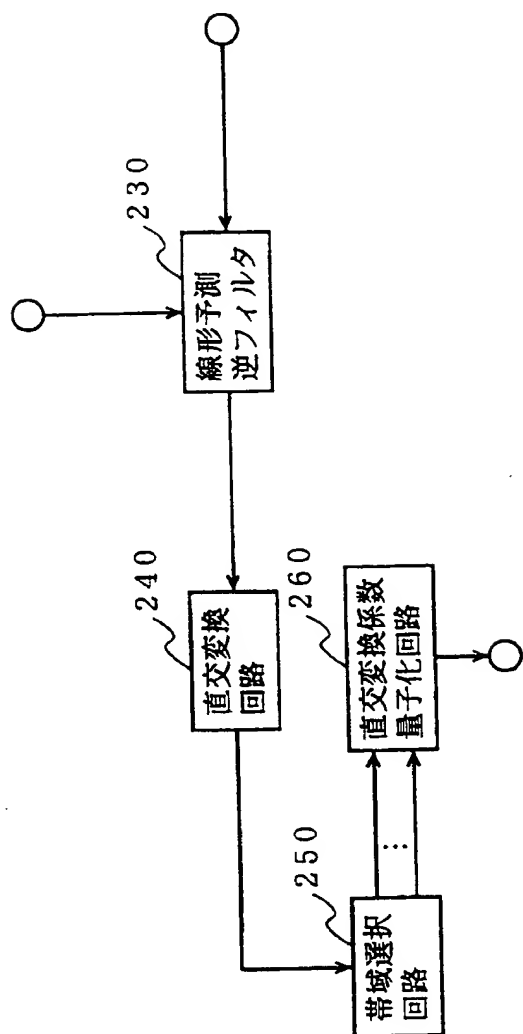 230
線形予測
逆フィルタ
240
直交変換
回路
250
帯域選択
回路
⋮
260
直交変換係数
量子化回路